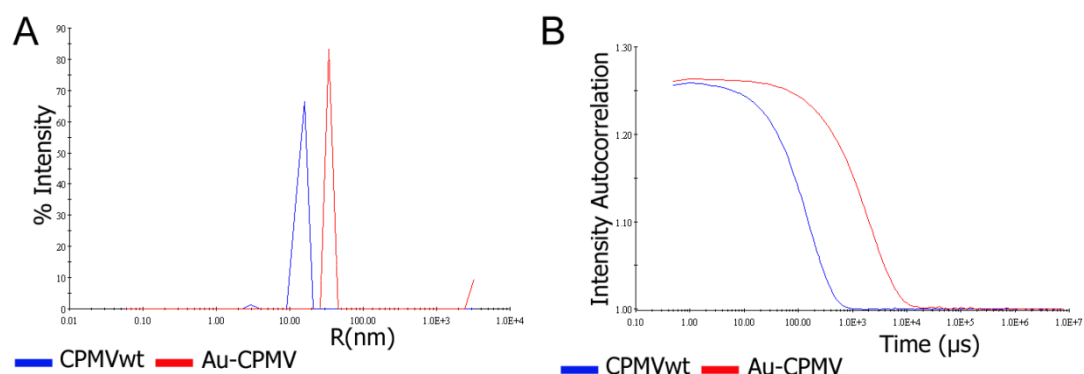 A
% Intensity
90
80
70
60
50
40
30
20
10
0
0.01 0.10 1.00 10.00 100.00 1.0E+3 1.0E+4
R(nm)
CPMVwt Au-CPMV
B
Intensity Autocorrelation
1.30
1.20
1.10
1.00
0.10 1.00 10.00 100.00 1.0E+3 1.0E+4 1.0E+5 1.0E+6 1.0E+7
Time (µs)
CPMVwt Au-CPMV